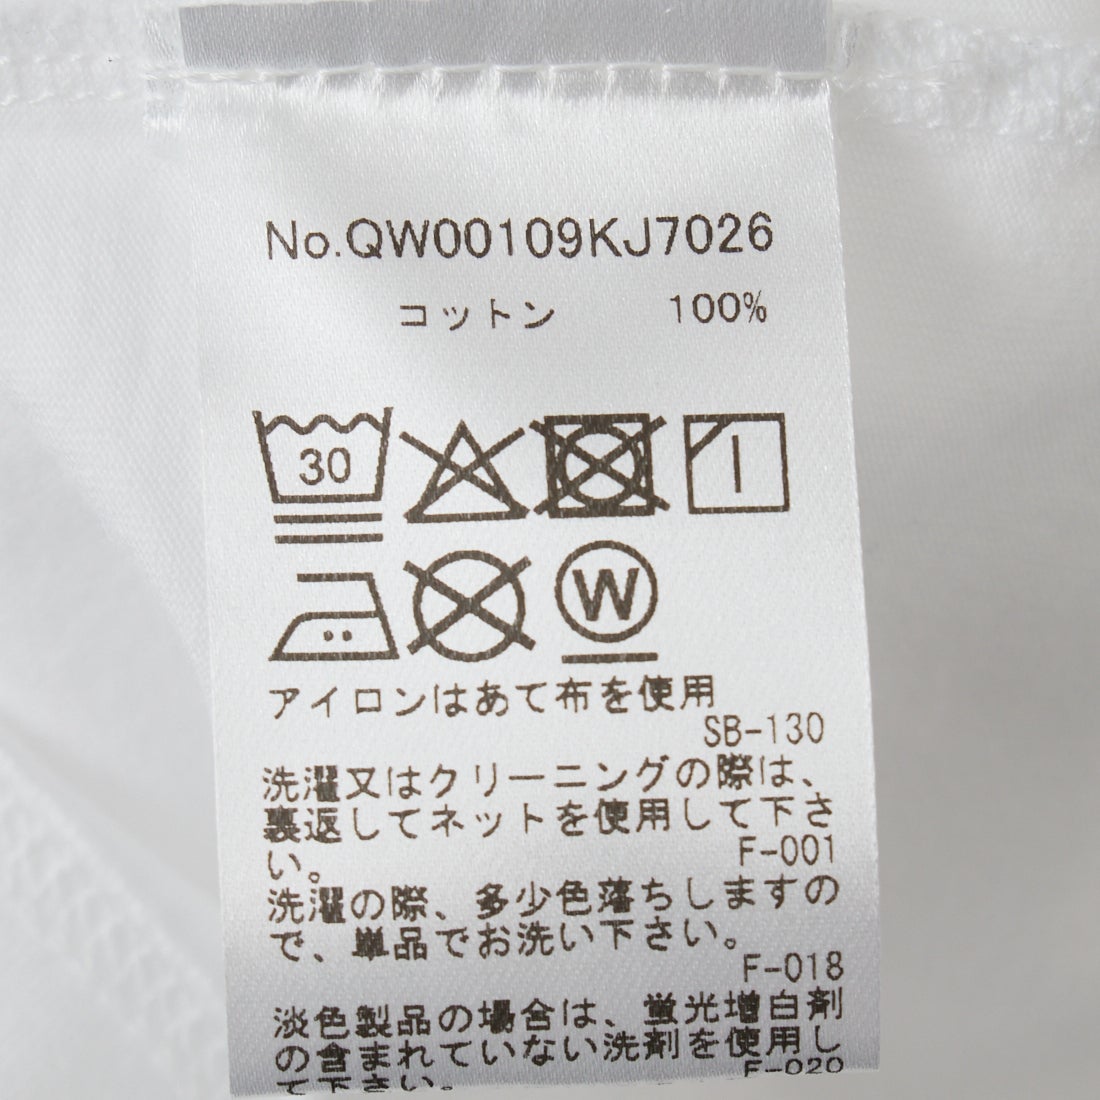 No.QW00109KJ7026
コットン 100%
30
W
アイロンはあて布を使用
SB-130
洗濯又はクリーニングの際は、
裏返してネットを使用して下さ
い。 F-001
洗濯の際、多少色落ちしますの
で、単品でお洗い下さい。
F-018
淡色製品の場合は、蛍光増白剤
の含まれていない洗剤を使用し
て下さい。 F-020